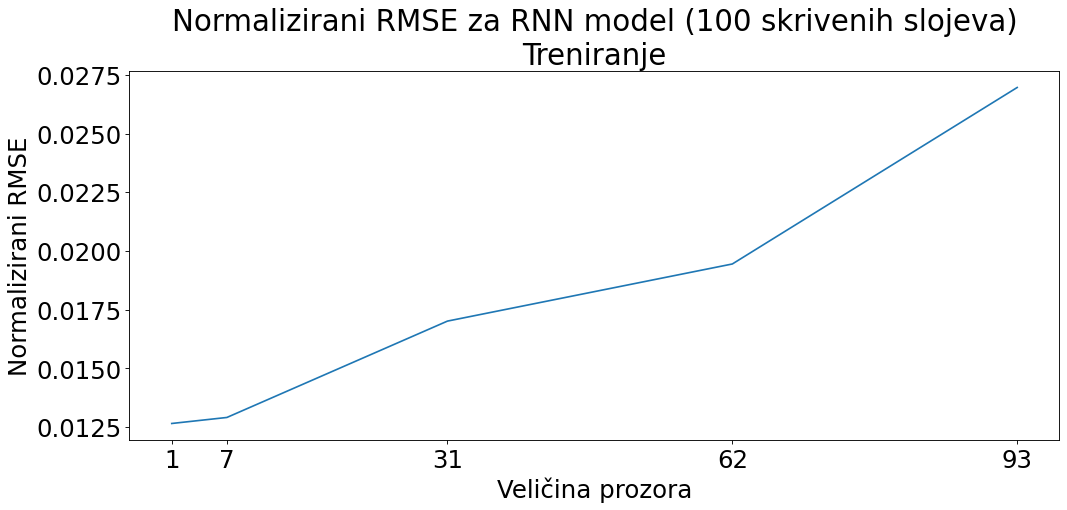 Normalizirani RMSE za RNN model (100 skrivenih slojeva)
Treniranje
Normalizirani RMSE
0.0275
0.0250
0.0225
0.0200
0.0175
0.0150
0.0125
1 7 31 62 93
Veličina prozora